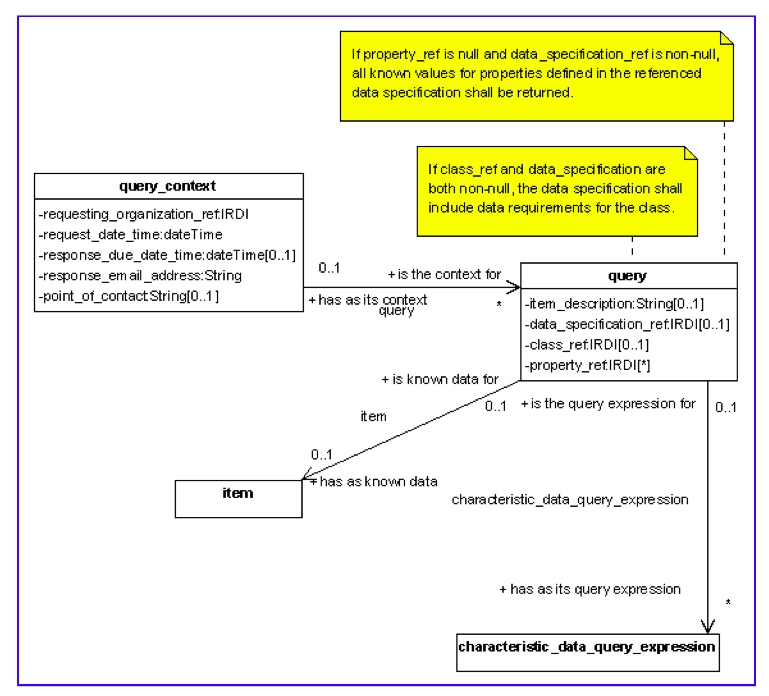 If property_ref is null and data_specification_ref is non-null,
all known values for properties defined in the referenced
data specification shall be returned.
If class_ref and data_specification are
both non-null, the data specification shall
include data requirements for the class.
query_context
-requesting_organization_ref:IRDI
-request_date_time:dateTime
-response_due_date_time:dateTime[0..1]
-response_email_address:String
-point_of_contact:String[0..1]
0..1
+ is the context for
+ has as its context
query
*
query
-item_description:String[0..1]
-data_specification_ref:IRDI[0..1]
-class_ref:IRDI[0..1]
-property_ref:IRDI[*]
+ is known data for
0..1
+ is the query expression for
0..1
item
0..1
+ has as known data
item
characteristic_data_query_expression
+ has as its query expression
*
characteristic_data_query_expression